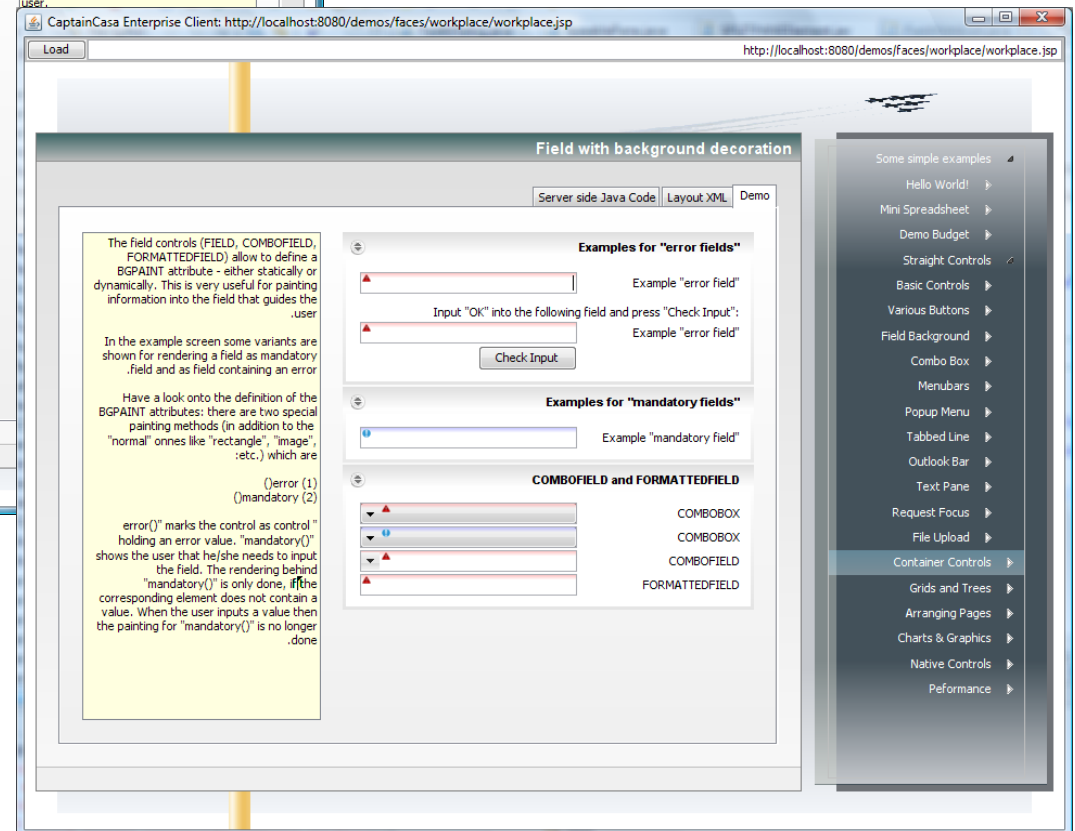 user.
CaptainCasa Enterprise Client: http://localhost:8080/demos/faces/workplace/workplace.jsp
Load
http://localhost:8080/demos/faces/workplace/workplace.jsp
Field with background decoration
Server side Java Code
Layout XML
Demo
The field controls (FIELD, COMBOFIELD,
FORMATTEDFIELD) allow to define a
BGPAINT attribute - either statically or
dynamically. This is very useful for painting
information into the field that guides the
.user
In the example screen some variants are
shown for rendering a field as mandatory
.field and as field containing an error
Have a look onto the definition of the
BGPAINT attributes: there are two special
painting methods (in addition to the
"normal" onnes like "rectangle", "image",
:etc.) which are
()error (1)
()mandatory (2)
error()" marks the control as control "
holding an error value. "mandatory()"
shows the user that he/she needs to input
the field. The rendering behind
"mandatory()" is only done, if the
corresponding element does not contain a
value. When the user inputs a value then
the painting for "mandatory()" is no longer
.done
Examples for "error fields"
Example "error field"
Input "OK" into the following field and press "Check Input":
Example "error field"
Check Input
Examples for "mandatory fields"
Example "mandatory field"
COMBOFIELD and FORMATTEDFIELD
COMBOBOX
COMBOBOX
COMBOFIELD
FORMATTEDFIELD
Some simple examples
Hello World!
Mini Spreadsheet
Demo Budget
Straight Controls
Basic Controls
Various Buttons
Field Background
Combo Box
Menubars
Popup Menu
Tabbed Line
Outlook Bar
Text Pane
Request Focus
File Upload
Container Controls
Grids and Trees
Arranging Pages
Charts & Graphics
Native Controls
Peformance